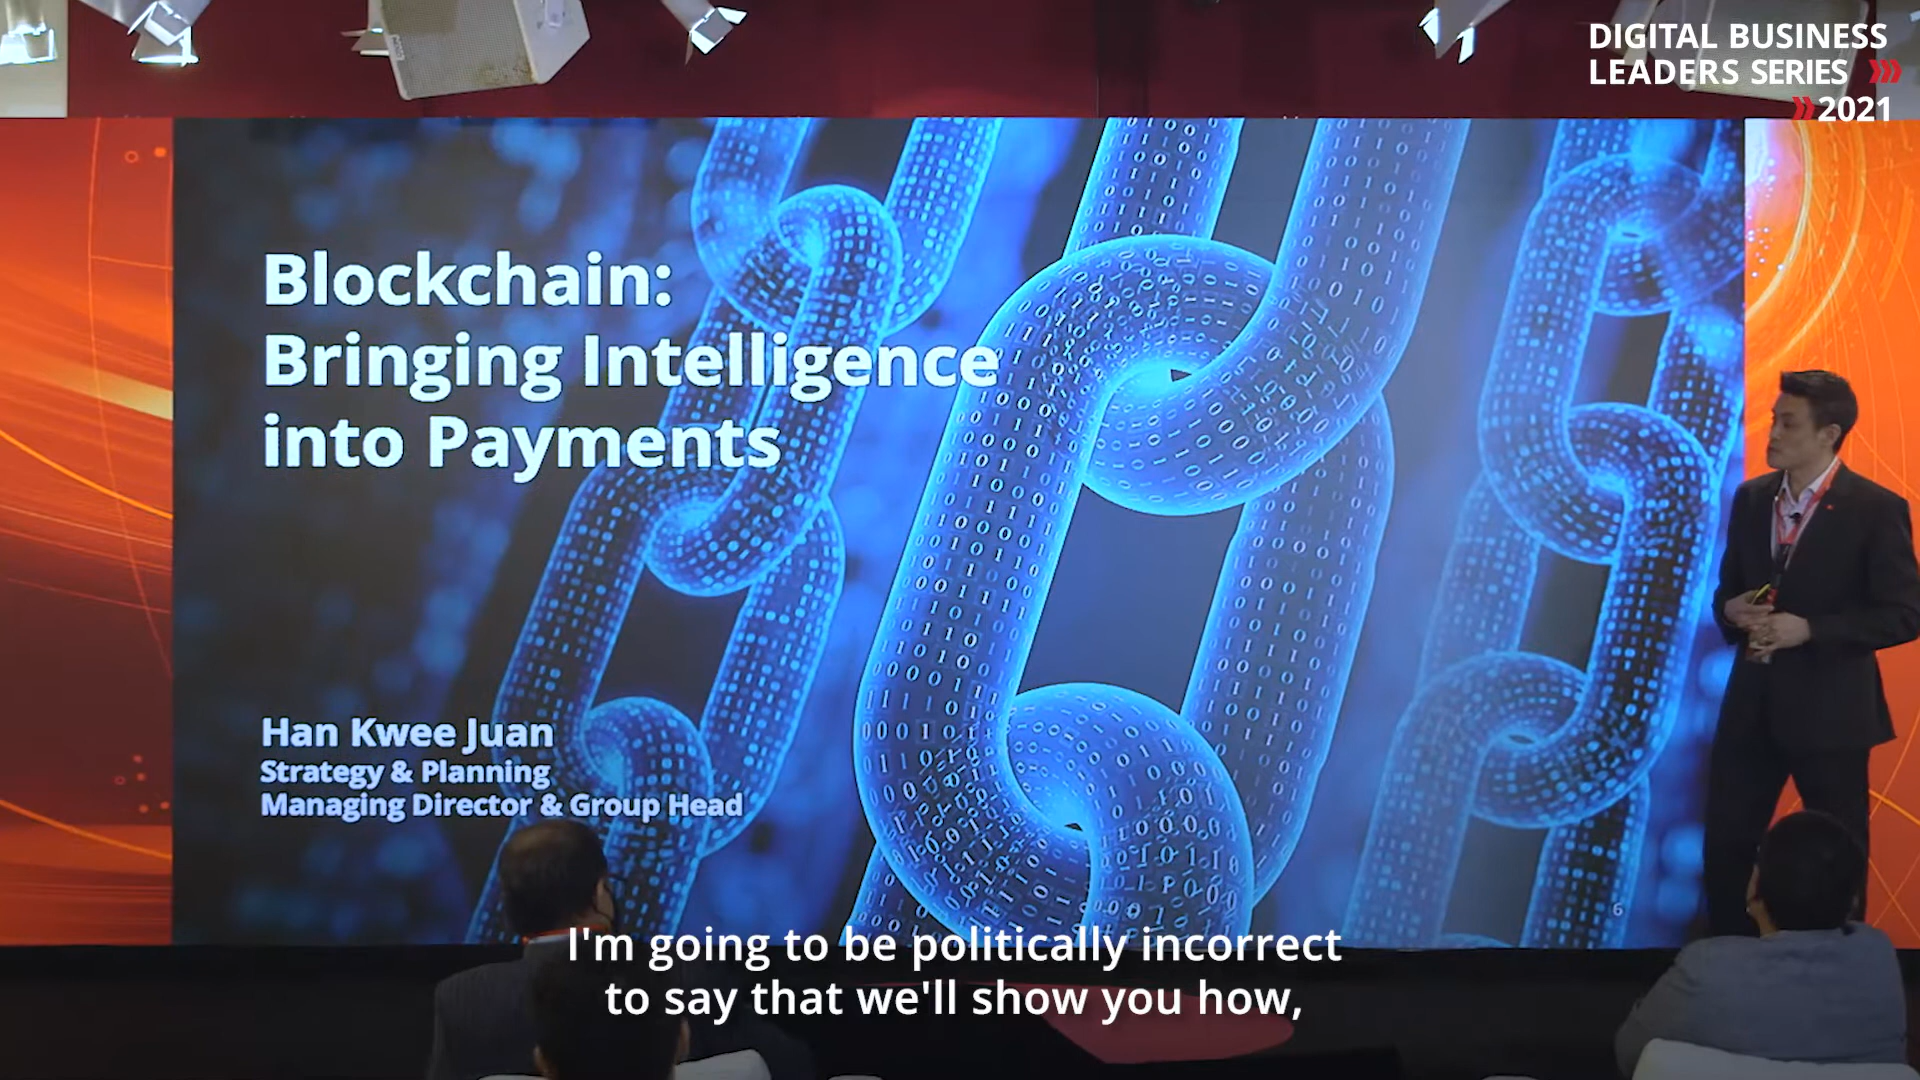 DIGITAL BUSINESS
LEADERS SERIES
2021
Blockchain:
Bringing Intelligence
into Payments
Han Kwee Juan
Strategy & Planning
Managing Director & Group Head
6
I'm going to be politically incorrect
to say that we'll show you how,